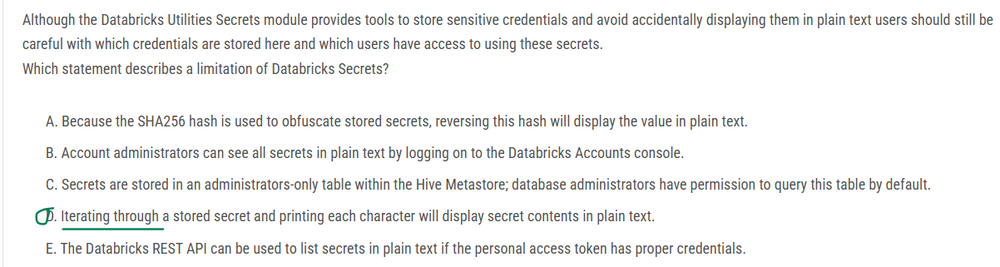 Although the Databricks Utilities Secrets module provides tools to store sensitive credentials and avoid accidentally displaying them in plain text users should still be
careful with which credentials are stored here and which users have access to using these secrets.
Which statement describes a limitation of Databricks Secrets?
A. Because the SHA256 hash is used to obfuscate stored secrets, reversing this hash will display the value in plain text.
B. Account administrators can see all secrets in plain text by logging on to the Databricks Accounts console.
C. Secrets are stored in an administrators-only table within the Hive Metastore; database administrators have permission to query this table by default.
D. Iterating through a stored secret and printing each character will display secret contents in plain text.
E. The Databricks REST API can be used to list secrets in plain text if the personal access token has proper credentials.